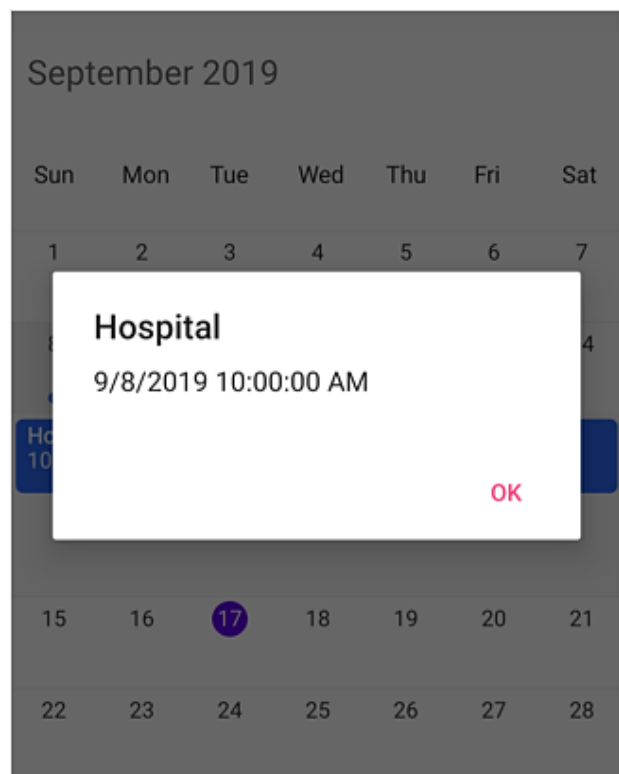 September 2019
Sun Mon Tue Wed Thu Fri Sat
1 2 3 4 5 6 7
Hospital
9/8/2019 10:00:00 AM
OK
15 16 17 18 19 20 21
22 23 24 25 26 27 28